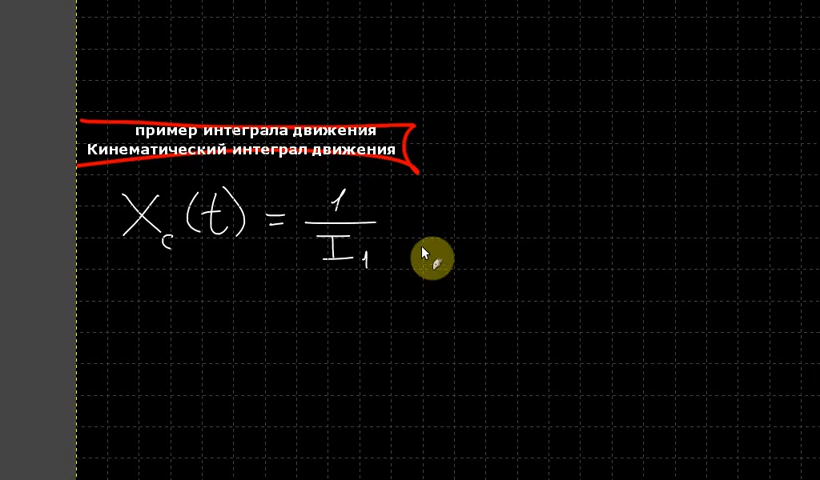 пример интеграла движения
Кинематический интеграл движения
X_c(t) = 1/I_1